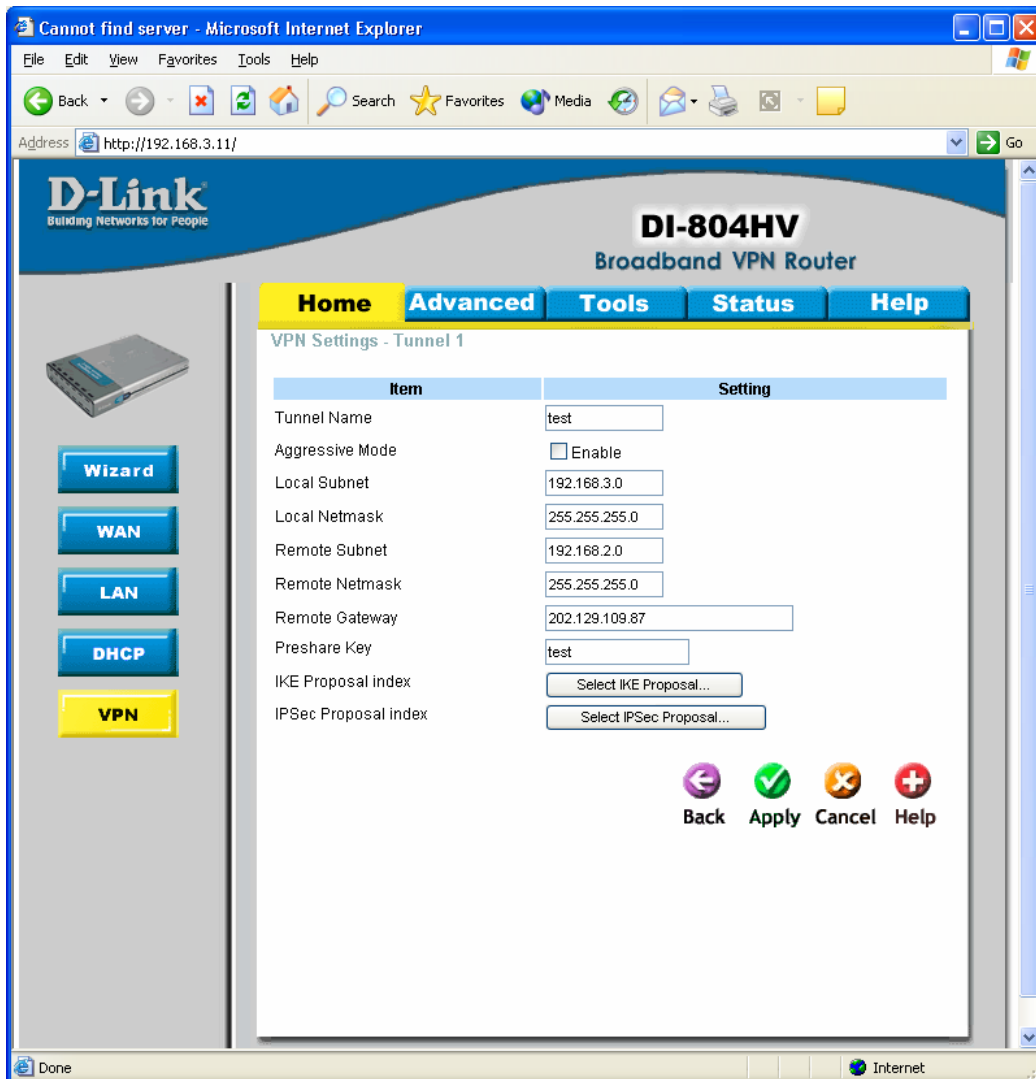 Cannot find server - Microsoft Internet Explorer
File Edit View Favorites Tools Help
Back Search Favorites Media
Address http://192.168.3.11/ Go
D-Link
Building Networks for People
DI-804HV
Broadband VPN Router
Home Advanced Tools Status Help
VPN Settings - Tunnel 1
Item Setting
Tunnel Name test
Aggressive Mode Enable
Local Subnet 192.168.3.0
Local Netmask 255.255.255.0
Remote Subnet 192.168.2.0
Remote Netmask 255.255.255.0
Remote Gateway 202.129.109.87
Preshare Key test
IKE Proposal index Select IKE Proposal...
IPSec Proposal index Select IPSec Proposal...
Wizard
WAN
LAN
DHCP
VPN
Back Apply Cancel Help
Done Internet